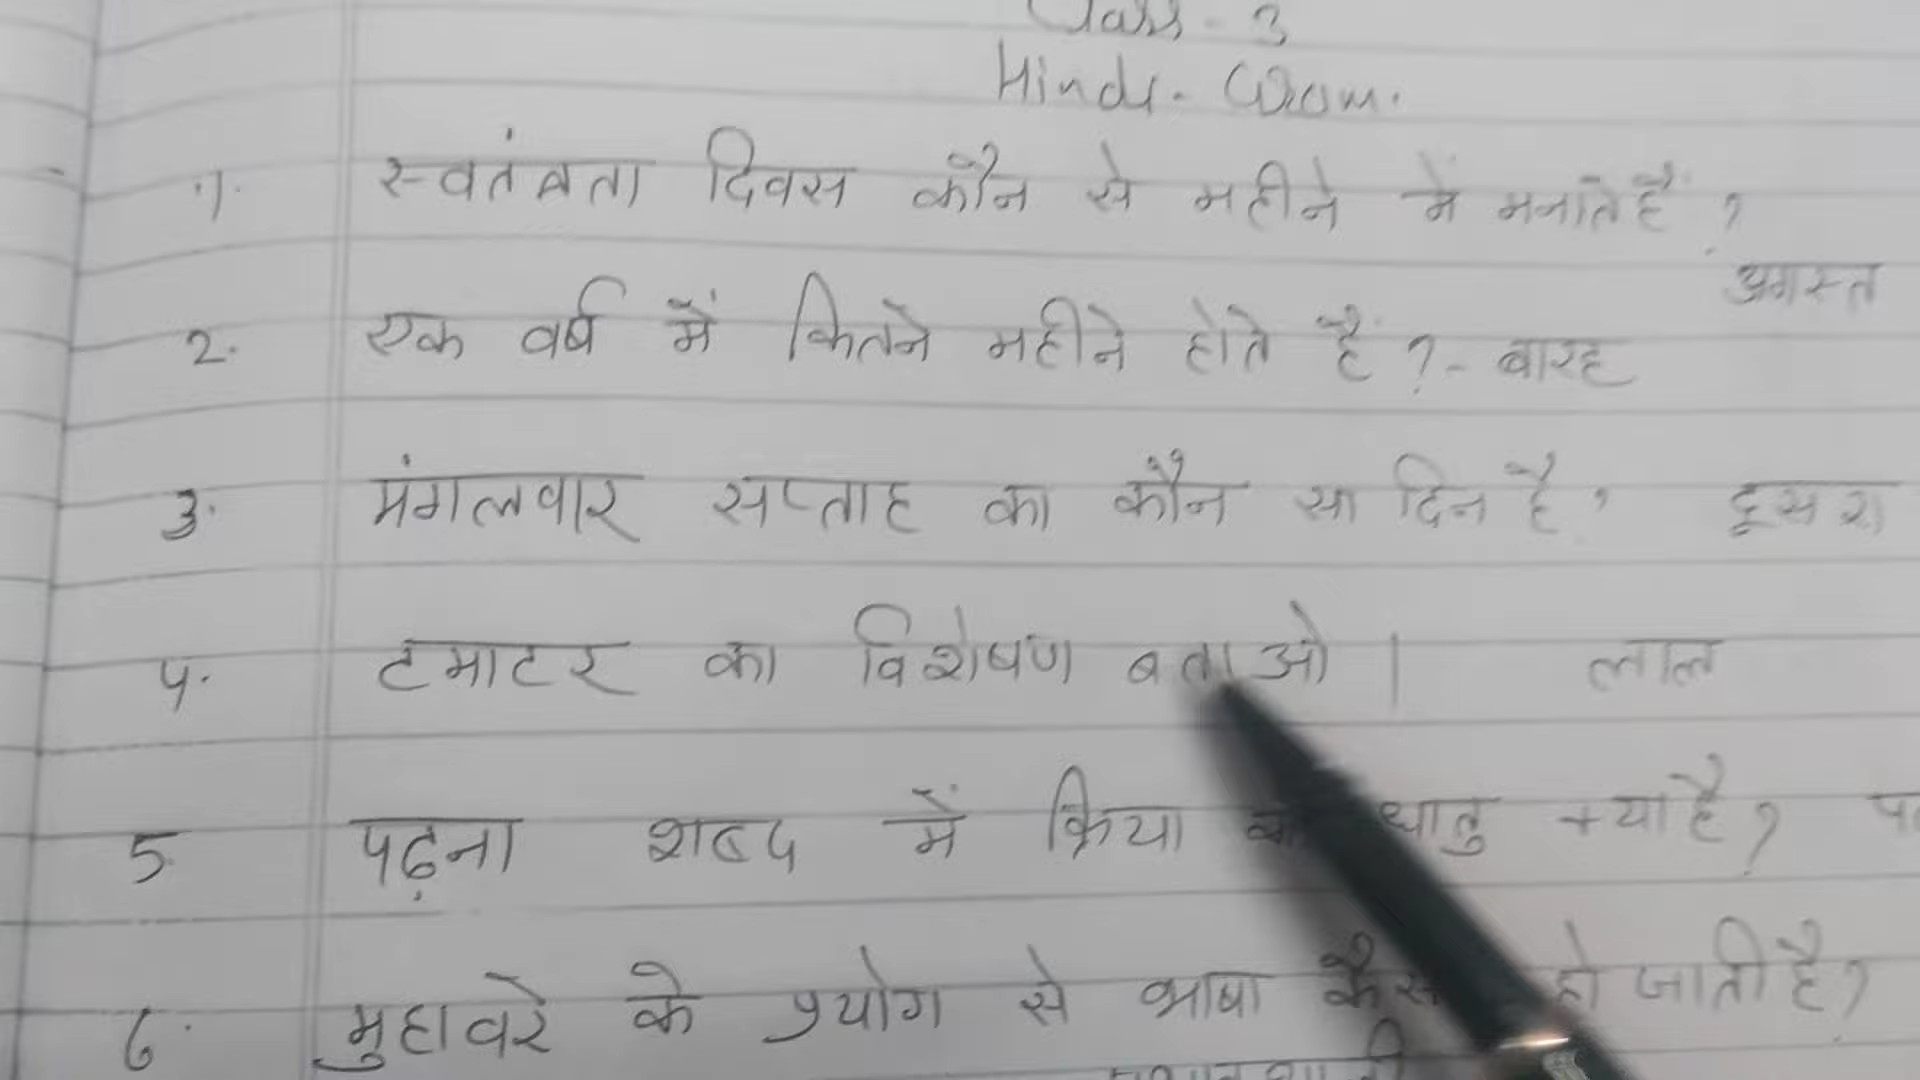 Class - 3
Hindi - Gram.
1. स्वतंत्रता दिवस कौन से महीने में मनाते हैं ?
अगस्त
2. एक वर्ष में कितने महीने होते हैं ? - बारह
3. मंगलवार सप्ताह का कौन सा दिन है ? दूसरा
4. टमाटर का विशेषण बताओ । लाल
5. पढ़ना शब्द में क्रिया धातु क्या है ?
6. मुहावरे के प्रयोग से भाषा हो जाती है ?